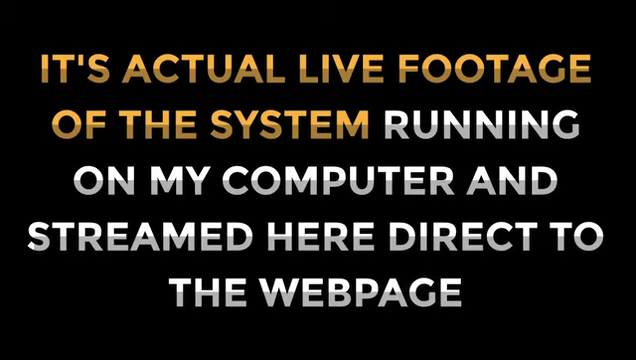 IT'S ACTUAL LIVE FOOTAGE
OF THE SYSTEM RUNNING
ON MY COMPUTER AND
STREAMED HERE DIRECT TO
THE WEBPAGE